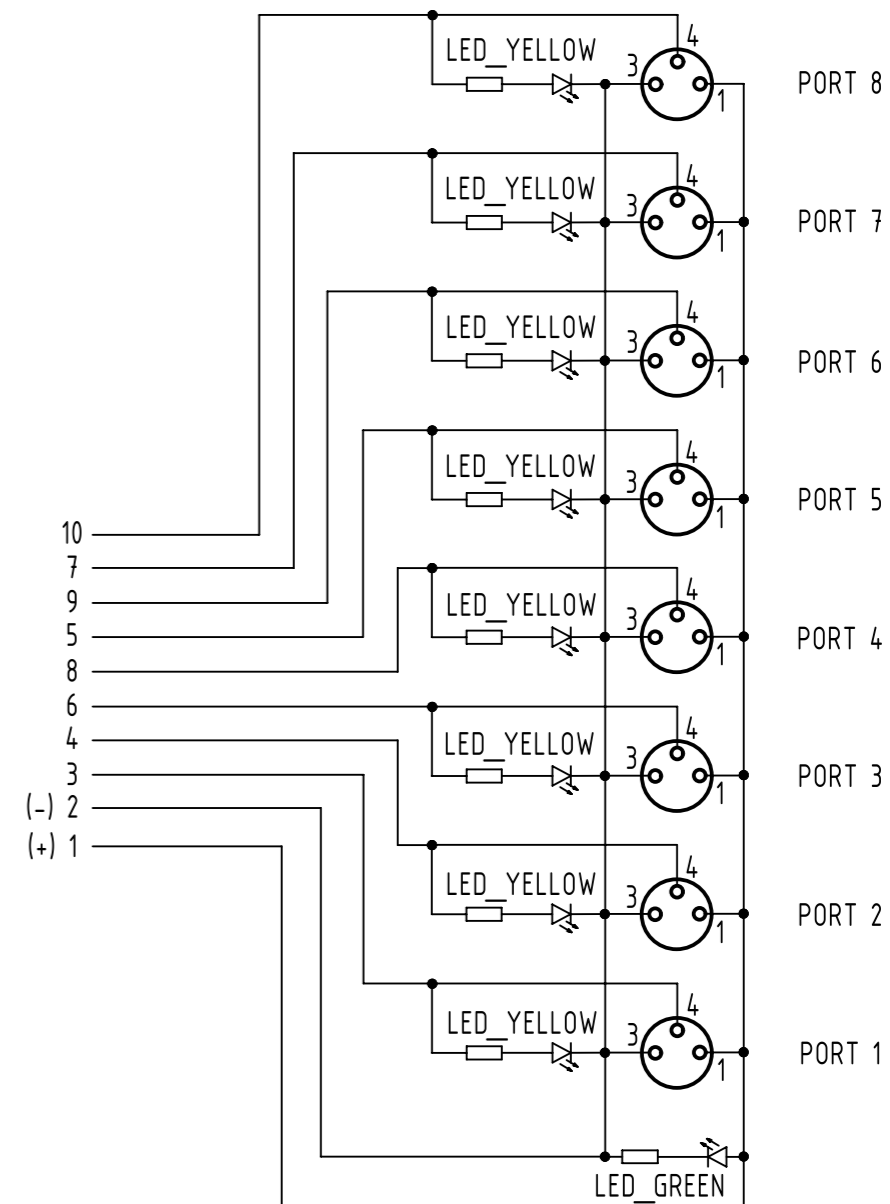 4
LED_YELLOW
3
PORT 8
1
4
LED_YELLOW
3
PORT 7
1
4
LED_YELLOW
3
PORT 6
1
4
LED_YELLOW
3
PORT 5
1
10
7
9
5
8
6
4
3
(-) 2
(+) 1
4
LED_YELLOW
3
PORT 4
1
4
LED_YELLOW
3
PORT 3
1
4
LED_YELLOW
3
PORT 2
1
4
LED_YELLOW
3
PORT 1
1
LED_GREEN